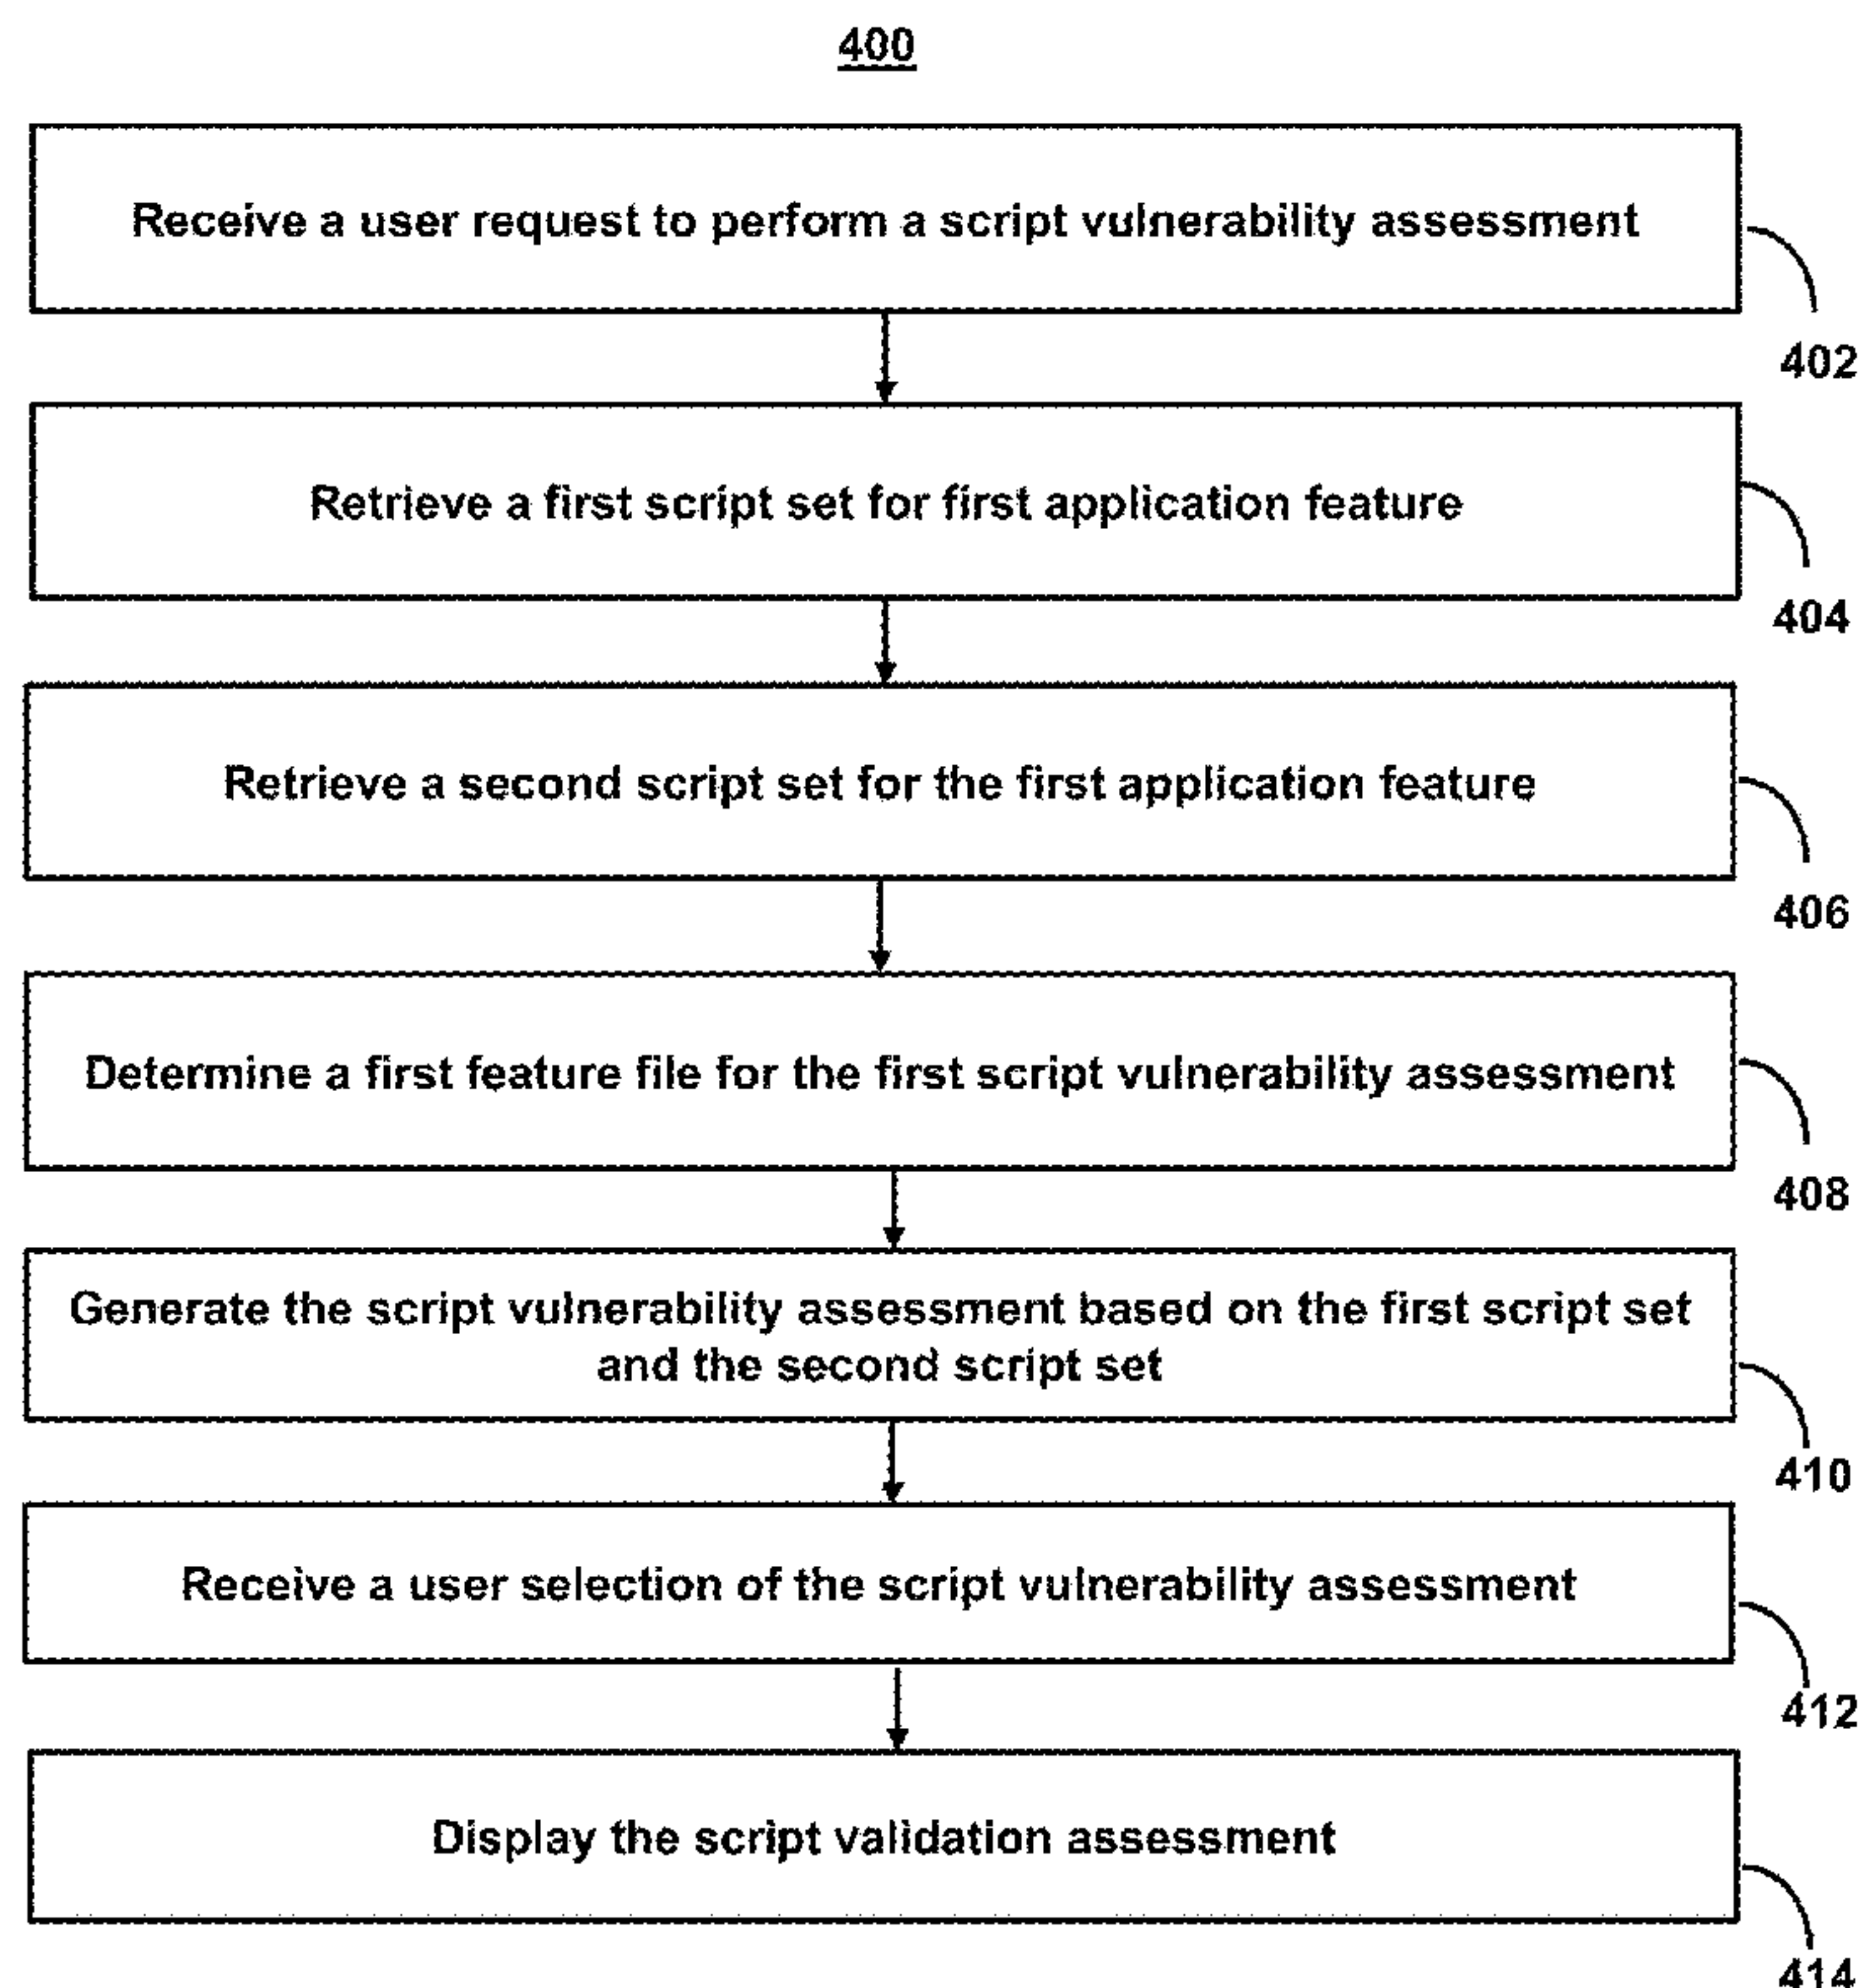 400
Receive a user request to perform a script vulnerability assessment
402
Retrieve a first script set for first application feature
404
Retrieve a second script set for the first application feature
406
Determine a first feature file for the first script vulnerability assessment
408
Generate the script vulnerability assessment based on the first script set
and the second script set
410
Receive a user selection of the script vulnerability assessment
412
Display the script validation assessment
414